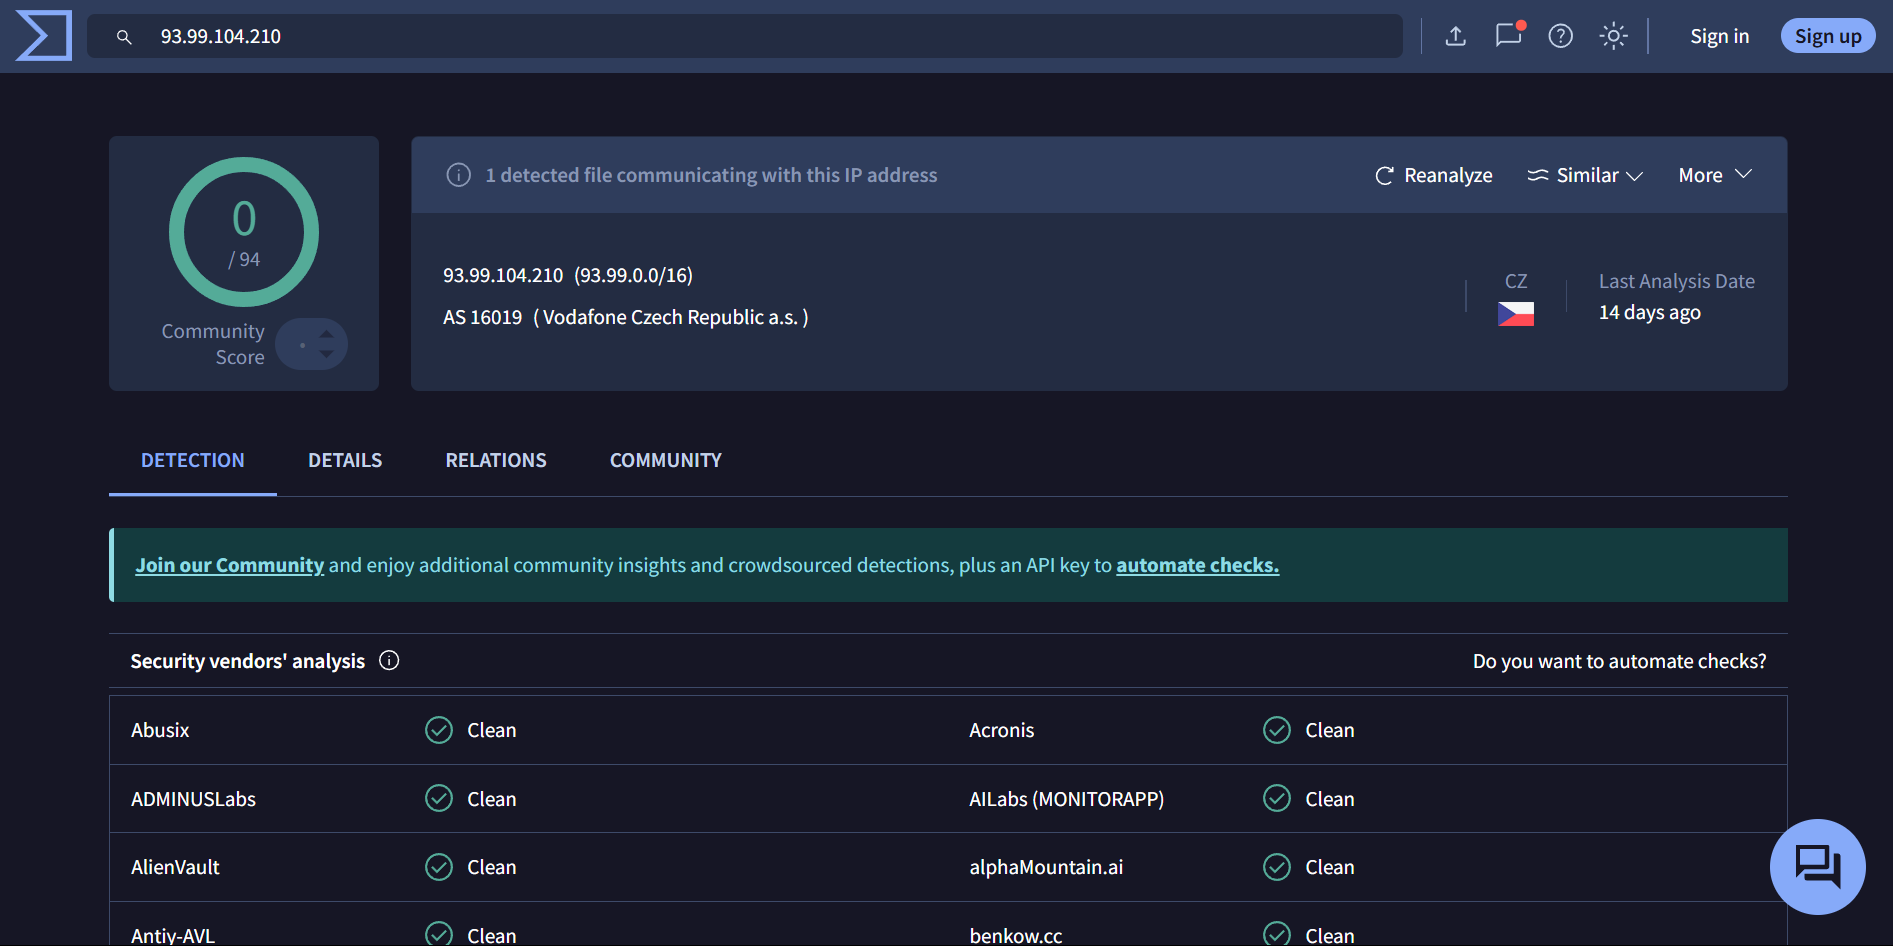 93.99.104.210
Sign in
Sign up
0
/ 94
Community
Score
1 detected file communicating with this IP address
Reanalyze
Similar
More
93.99.104.210 (93.99.0.0/16)
AS 16019 ( Vodafone Czech Republic a.s. )
CZ
Last Analysis Date
14 days ago
DETECTION
DETAILS
RELATIONS
COMMUNITY
Join our Community and enjoy additional community insights and crowdsourced detections, plus an API key to automate checks.
Security vendors' analysis
Do you want to automate checks?
Abusix
Clean
Acronis
Clean
ADMINUSLabs
Clean
AILabs (MONITORAPP)
Clean
AlienVault
Clean
alphaMountain.ai
Clean
Antiy-AVL
Clean
benkow.cc
Clean